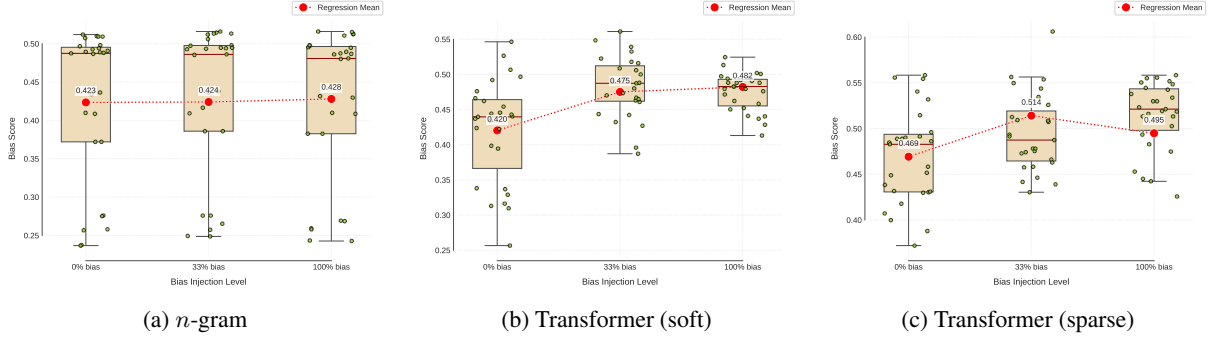 Regression Mean
0.50
0.45
0.40
0.35
0.30
0.25
Bias Score
0.423
0.424
0.428
0% bias
33% bias
100% bias
Bias Injection Level
(a) n-gram
Regression Mean
0.55
0.50
0.45
0.40
0.35
0.30
0.25
Bias Score
0.420
0.475
0.482
0% bias
33% bias
100% bias
Bias Injection Level
(b) Transformer (soft)
Regression Mean
0.60
0.55
0.50
0.45
0.40
Bias Score
0.469
0.514
0.495
0% bias
33% bias
100% bias
Bias Injection Level
(c) Transformer (sparse)